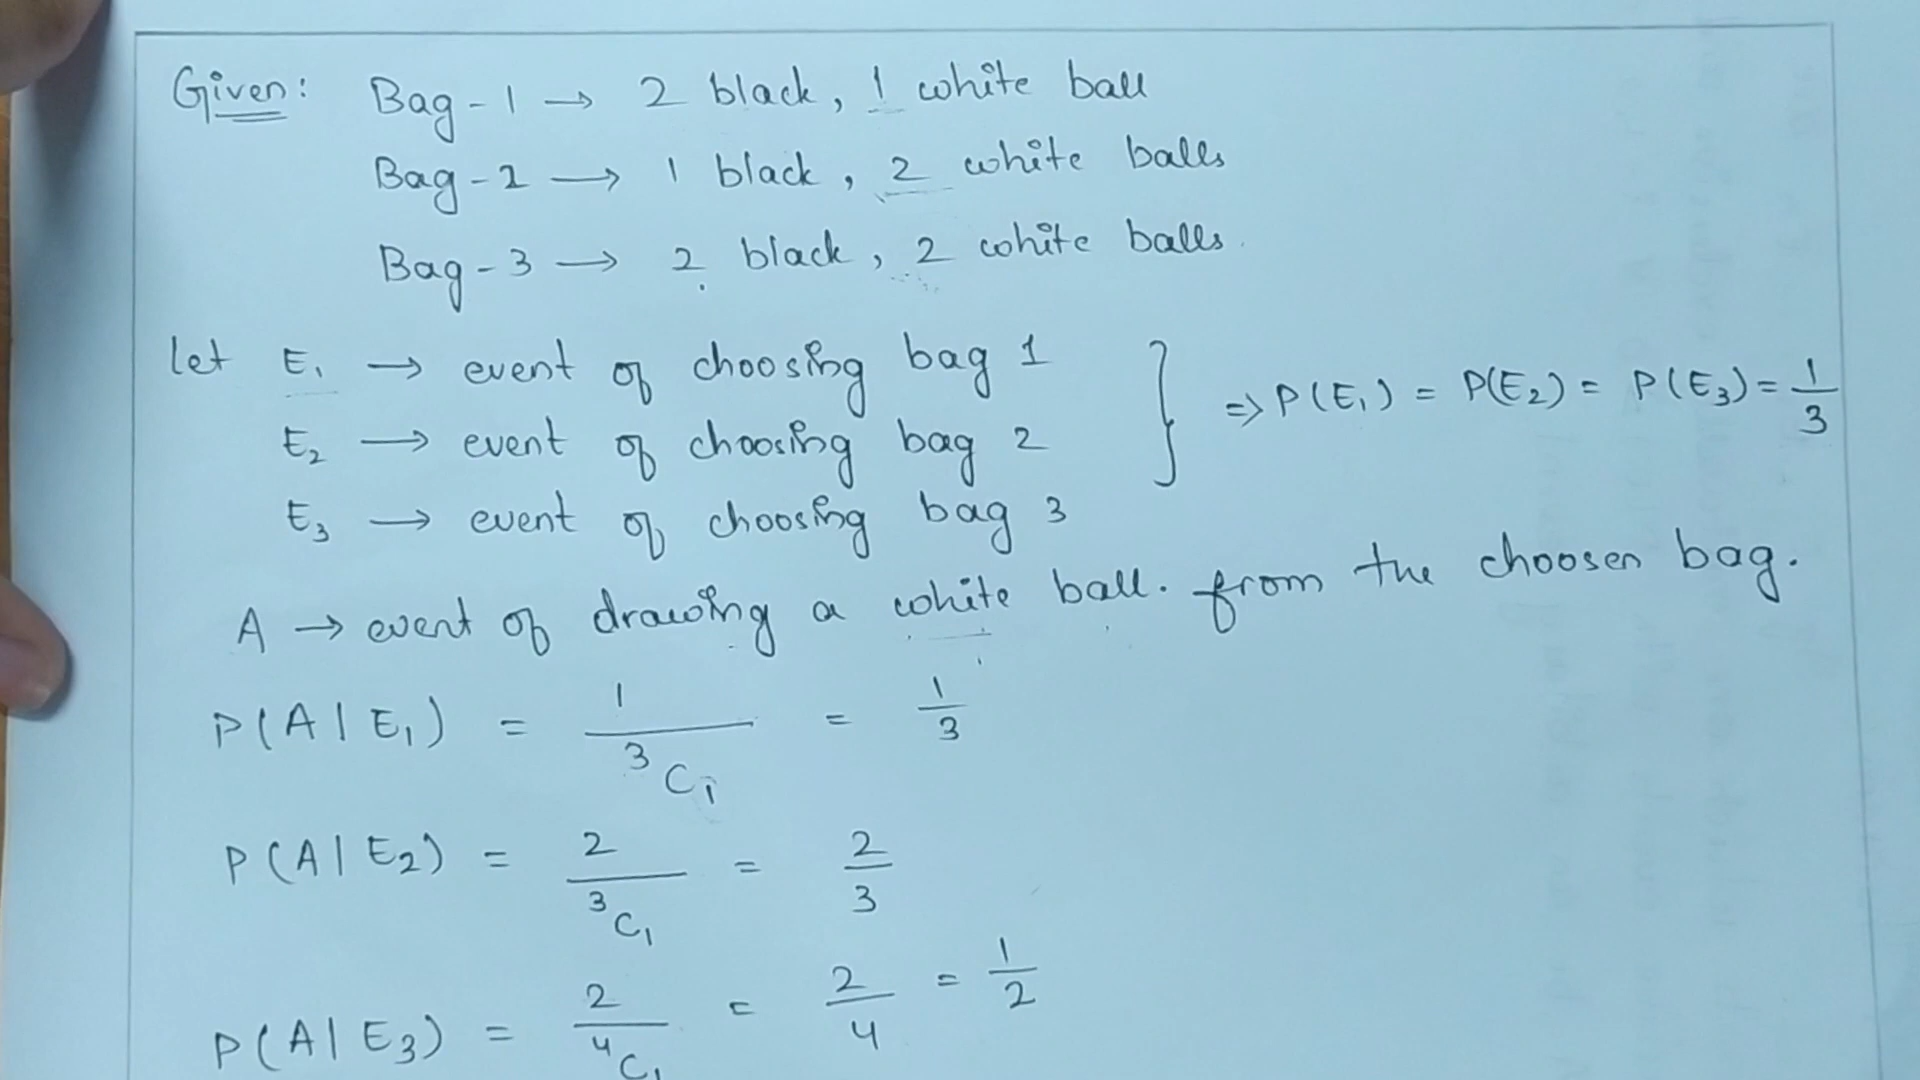 Given: Bag-1 → 2 black, 1 white ball
Bag-2 → 1 black, 2 white balls
Bag-3 → 2 black, 2 white balls.
let E₁ → event of choosing bag 1
E₂ → event of choosing bag 2 } ⇒ P(E₁) = P(E₂) = P(E₃) = 1/3
E₃ → event of choosing bag 3
A → event of drawing a white ball. from the choosen bag.
P(A|E₁) = 1/³C₁ = 1/3
P(A|E₂) = 2/³C₁ = 2/3
P(A|E₃) = 2/⁴C₁ = 2/4 = 1/2